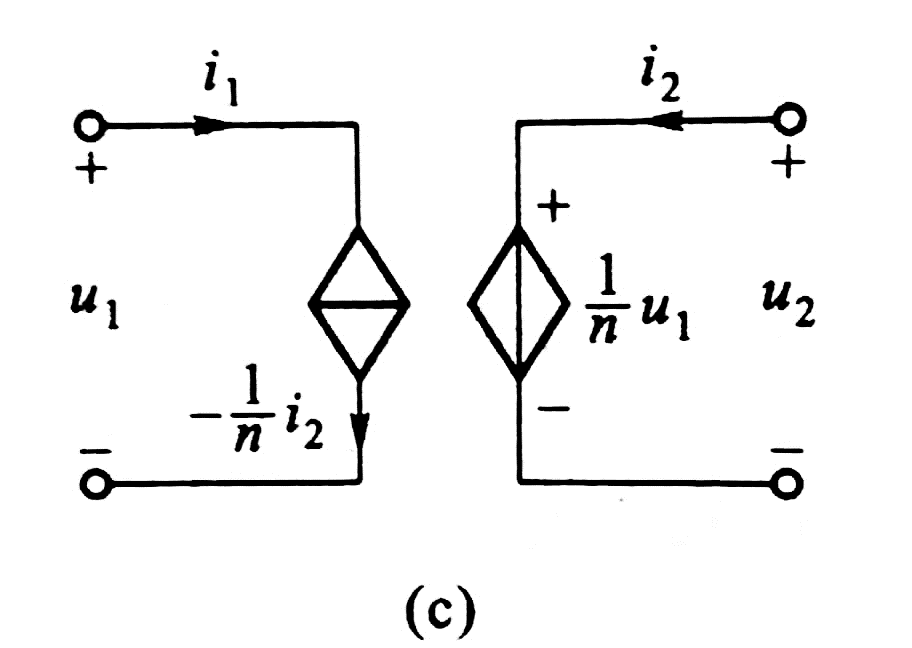 i₁ i₂
+ +
+
u₁ 1/n u₁ u₂
-1/n i₂ −
− −
(c)